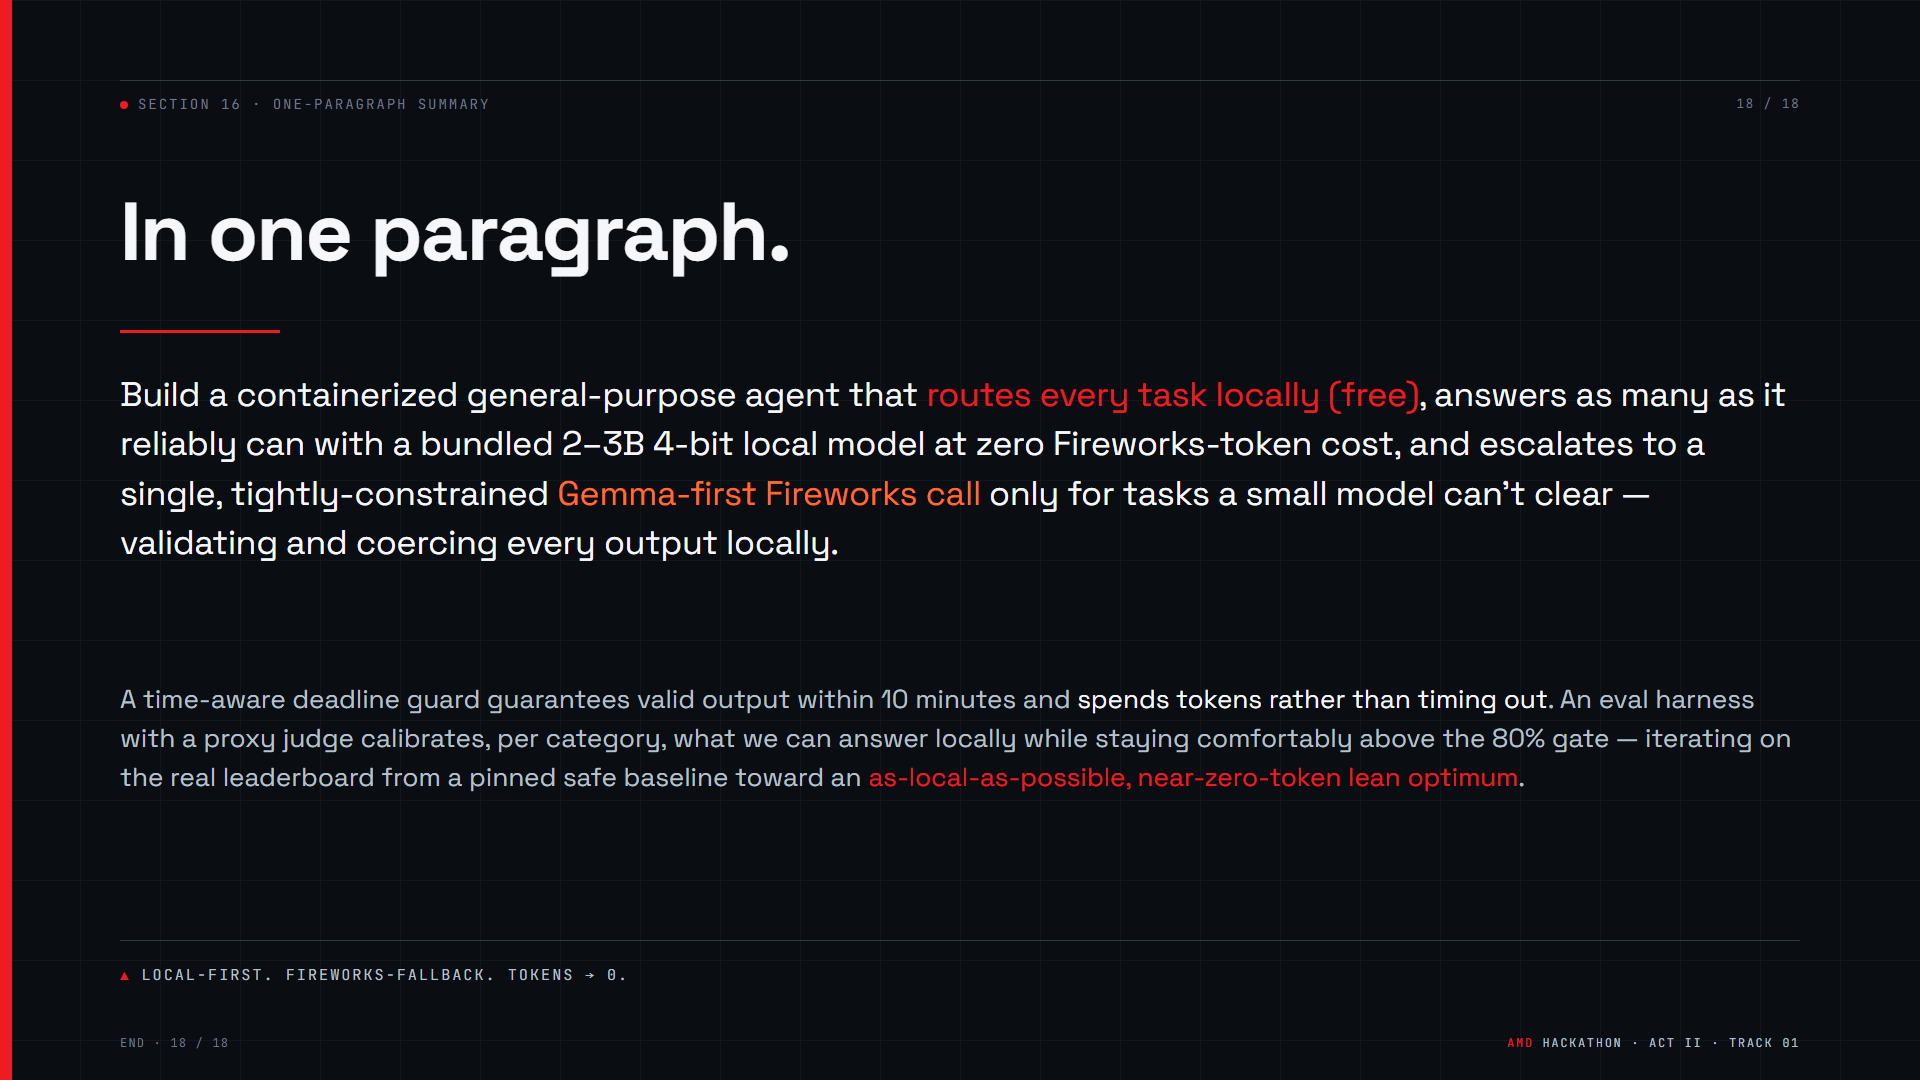 ● SECTION 16 · ONE-PARAGRAPH SUMMARY
18 / 18
In one paragraph.
Build a containerized general-purpose agent that routes every task locally (free), answers as many as it
reliably can with a bundled 2–3B 4-bit local model at zero Fireworks-token cost, and escalates to a
single, tightly-constrained Gemma-first Fireworks call only for tasks a small model can’t clear —
validating and coercing every output locally.
A time-aware deadline guard guarantees valid output within 10 minutes and spends tokens rather than timing out. An eval harness
with a proxy judge calibrates, per category, what we can answer locally while staying comfortably above the 80% gate — iterating on
the real leaderboard from a pinned safe baseline toward an as-local-as-possible, near-zero-token lean optimum.
▲ LOCAL-FIRST. FIREWORKS-FALLBACK. TOKENS → 0.
END · 18 / 18
AMD HACKATHON · ACT II · TRACK 01